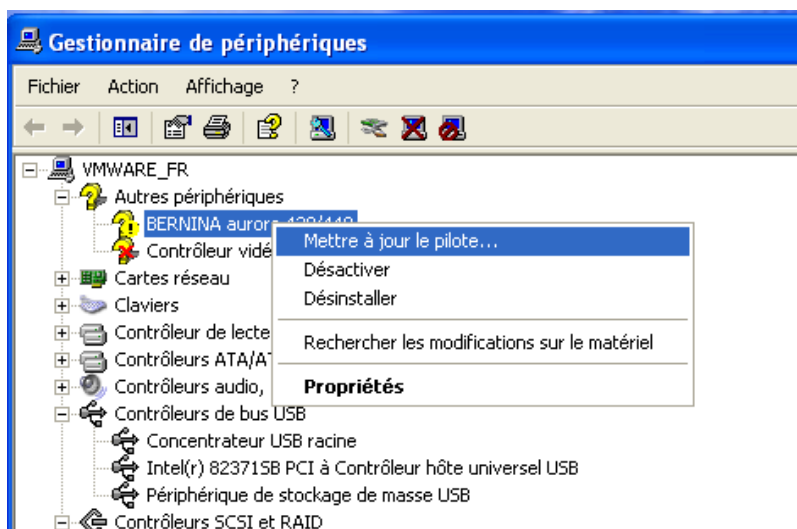 Gestionnaire de périphériques
Fichier Action Affichage ?
VMWARE_FR
Autres périphériques
BERNINA aurora 430/440
Mettre à jour le pilote...
Contrôleur vidé
Désactiver
Cartes réseau
Désinstaller
Claviers
Contrôleur de lecte
Rechercher les modifications sur le matériel
Contrôleurs ATA/AT
Contrôleurs audio,
Propriétés
Contrôleurs de bus USB
Concentrateur USB racine
Intel(r) 82371SB PCI à Contrôleur hôte universel USB
Périphérique de stockage de masse USB
Contrôleurs SCSI et RAID